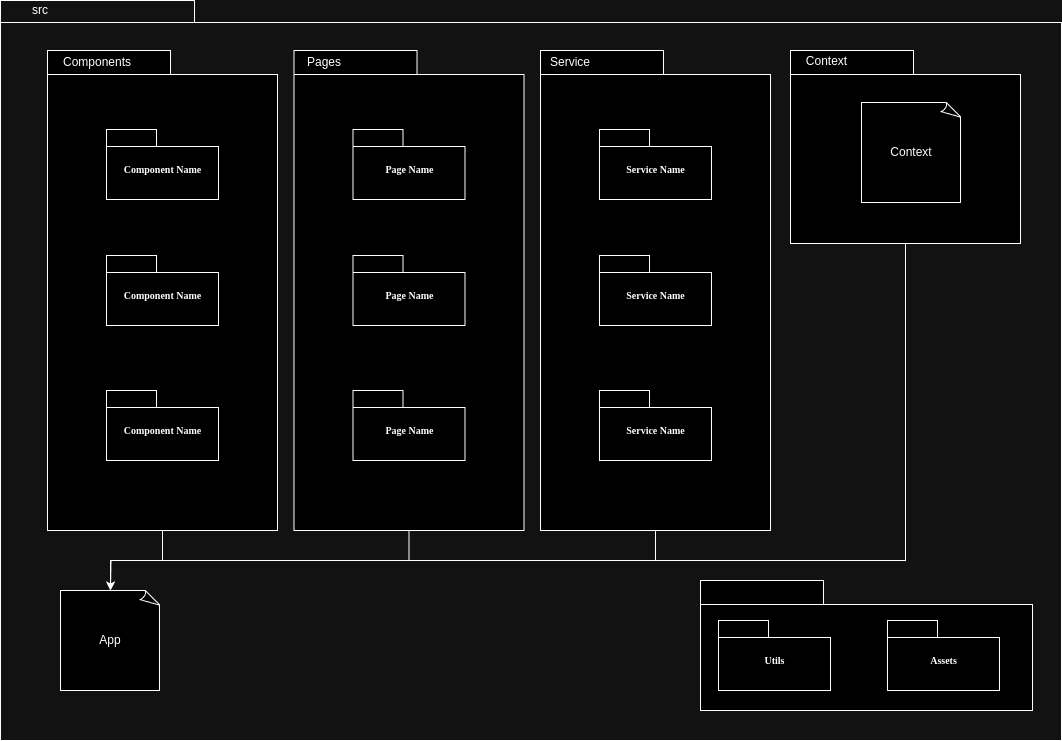 src
Components
Pages
Service
Context
Component Name
Page Name
Service Name
Context
Component Name
Page Name
Service Name
Component Name
Page Name
Service Name
App
Utils
Assets